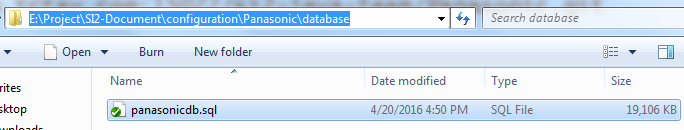 E:\Project\SI2-Document\configuration\Panasonic\database
Search database
Open
Burn
New folder
rites
Name
Date modified
Type
Size
sktop
panasonicdb.sql
4/20/2016 4:50 PM
SQL File
19,106 KB